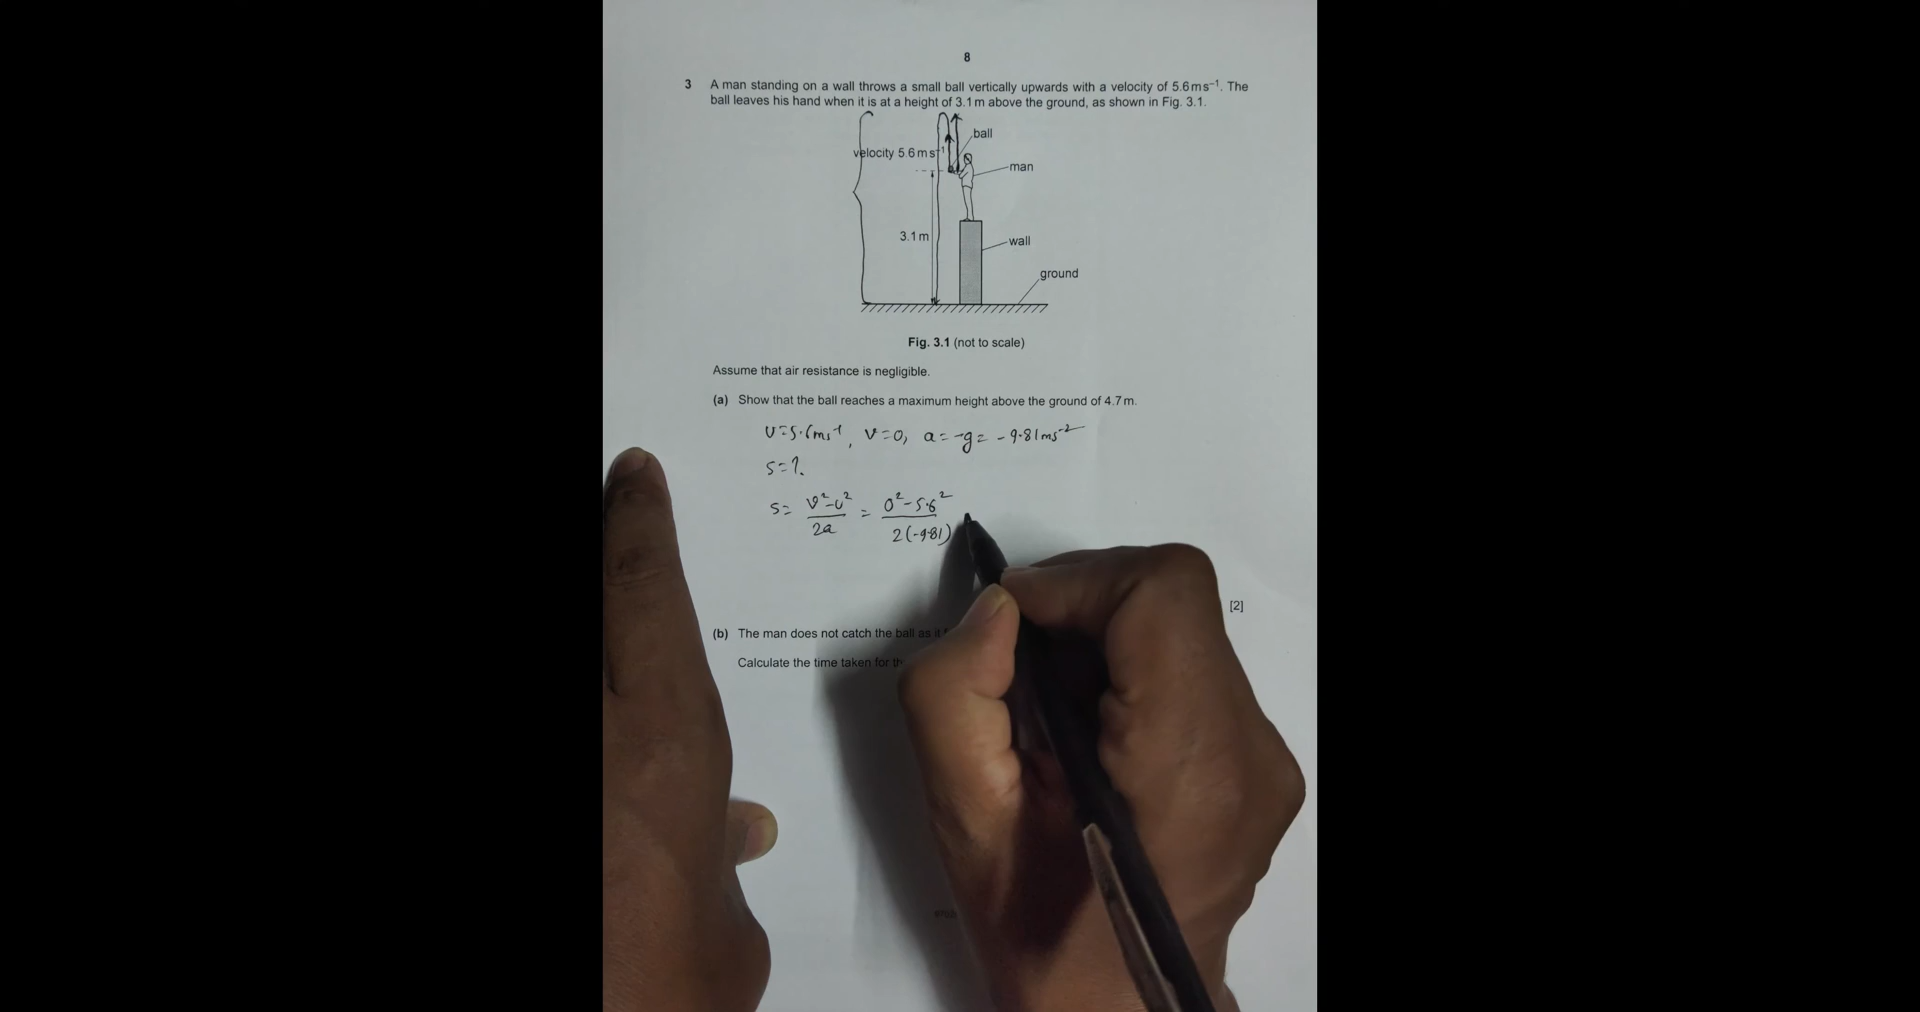 8
3 A man standing on a wall throws a small ball vertically upwards with a velocity of 5.6 m s⁻¹. The
ball leaves his hand when it is at a height of 3.1 m above the ground, as shown in Fig. 3.1.
ball
velocity 5.6 m s⁻¹
man
3.1 m
wall
ground
Fig. 3.1 (not to scale)
Assume that air resistance is negligible.
(a) Show that the ball reaches a maximum height above the ground of 4.7 m.
U=5.6ms⁻¹, V=0, a=-g= -9.81ms⁻²
S=?.
S= V²-U²/2a = 0²-5.6²/2(-9.81)
[2]
(b) The man does not catch the ball as it
Calculate the time taken for